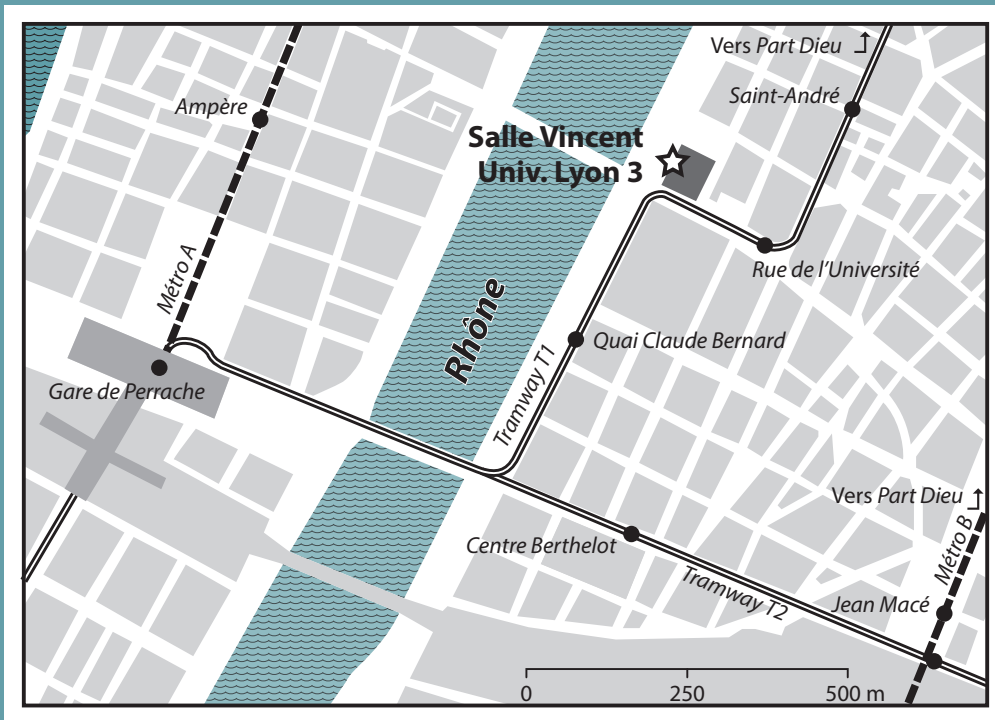 Vers Part Dieu
Saint-André
Ampère
Salle Vincent
Univ. Lyon 3
Rue de l'Université
Métro A
Rhône
Quai Claude Bernard
Tramway T1
Gare de Perrache
Vers Part Dieu
Centre Berthelot
Métro B
Tramway T2
Jean Macé
0 250 500 m